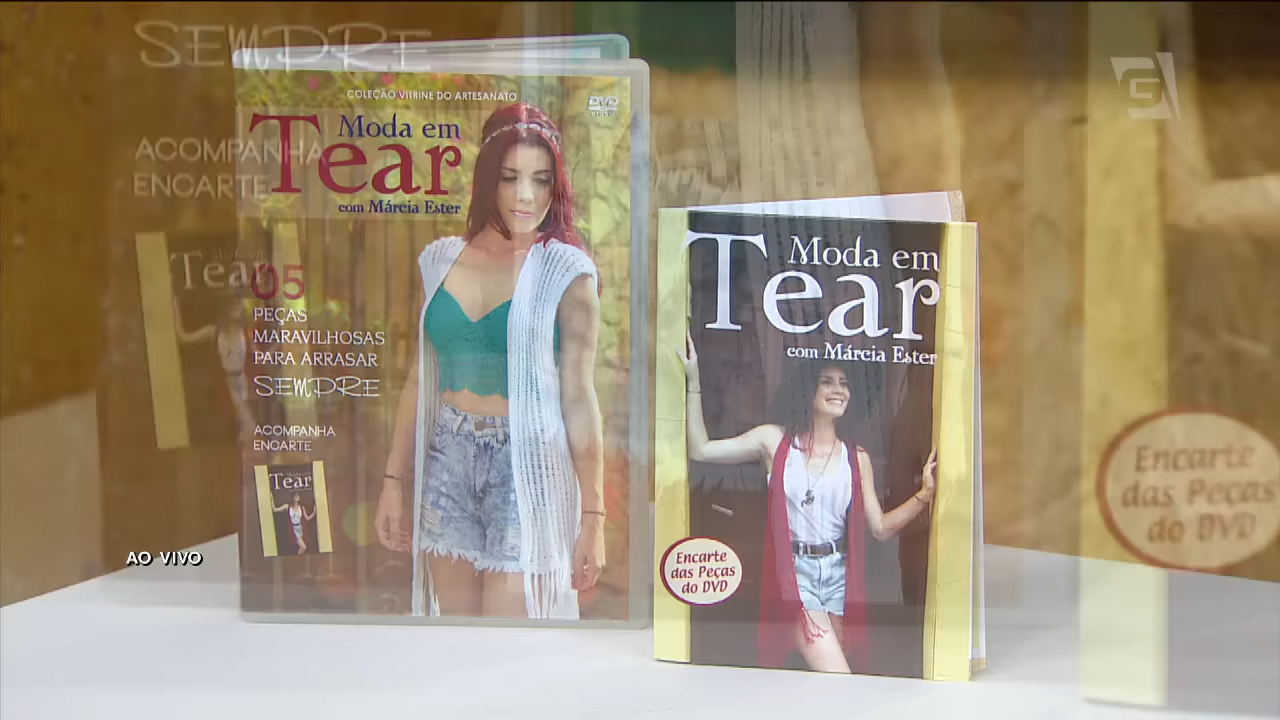 SEMPRE
ACOMPANHA
ENCARTE
Tear
COLEÇÃO VITRINE DO ARTESANATO
DVD
Moda em
Tear
com Márcia Ester
05
PEÇAS
MARAVILHOSAS
PARA ARRASAR
SEMPRE
ACOMPANHA
ENCARTE
Tear
Moda em
Tear
com Márcia Ester
Encarte
das Peças
do DVD
Encarte
das Peças
do DVD
AO VIVO